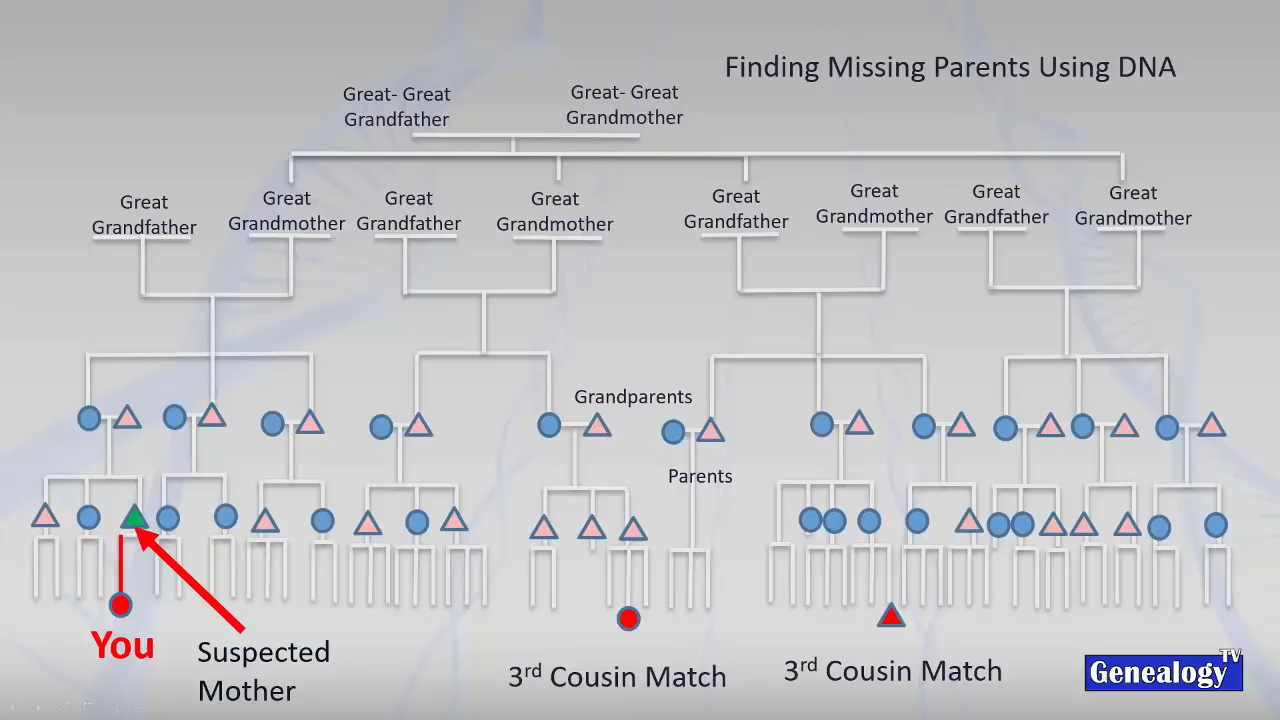 Finding Missing Parents Using DNA
Great- Great
Grandfather
Great- Great
Grandmother
Great
Grandfather
Great
Grandmother
Great
Grandfather
Great
Grandmother
Great
Grandfather
Great
Grandmother
Great
Grandfather
Great
Grandmother
Grandparents
Parents
You
Suspected
Mother
3rd Cousin Match
3rd Cousin Match
Genealogy TV